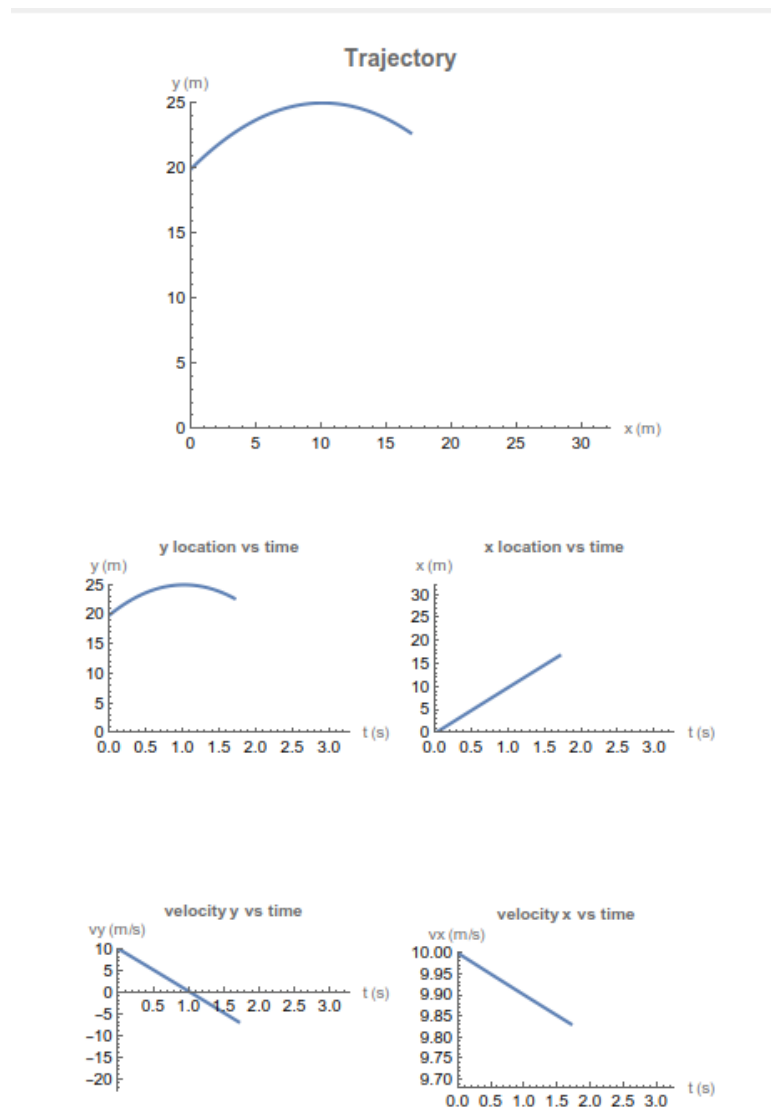 Trajectory
y (m)
25
20
15
10
5
0
0 5 10 15 20 25 30 x (m)
y location vs time
y (m)
25
20
15
10
5
0
0.0 0.5 1.0 1.5 2.0 2.5 3.0 t (s)
x location vs time
x (m)
30
25
20
15
10
5
0
0.0 0.5 1.0 1.5 2.0 2.5 3.0 t (s)
velocity y vs time
vy (m/s)
10
5
0
-5
-10
-15
-20
0.5 1.0 1.5 2.0 2.5 3.0 t (s)
velocity x vs time
vx (m/s)
10.00
9.95
9.90
9.85
9.80
9.75
9.70
0.0 0.5 1.0 1.5 2.0 2.5 3.0 t (s)